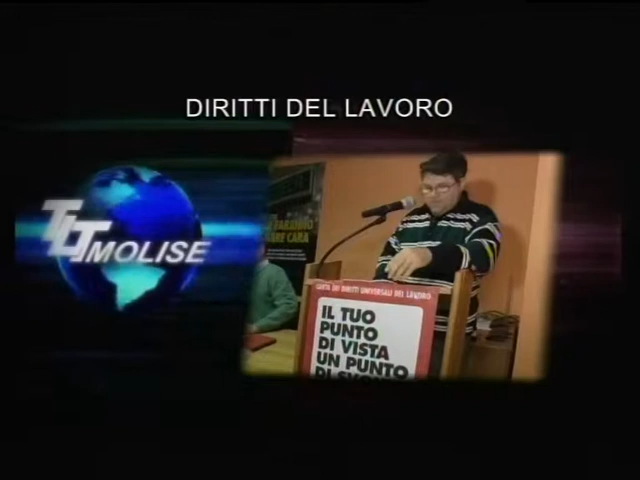 DIRITTI DEL LAVORO
TLT MOLISE
CARTA DEI DIRITTI UNIVERSALI DEL LAVORO
IL TUO
PUNTO
DI VISTA
UN PUNTO